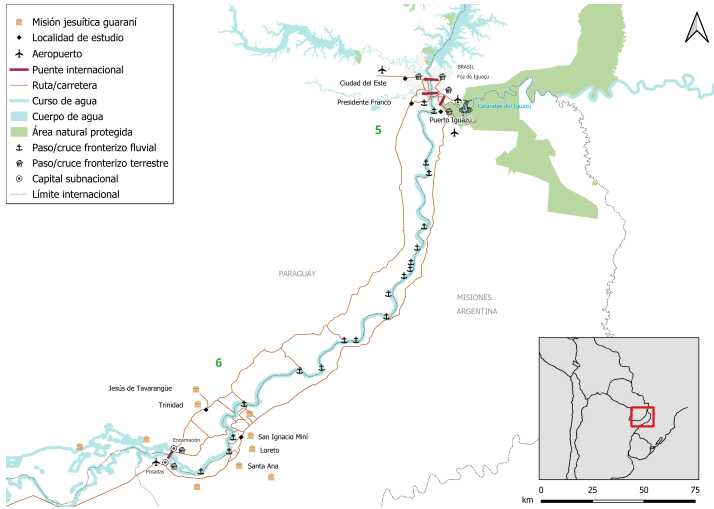 Misión jesuítica guaraní
Localidad de estudio
Aeropuerto
Puente internacional
Ruta/carretera
Curso de agua
Cuerpo de agua
Área natural protegida
Paso/cruce fronterizo fluvial
Paso/cruce fronterizo terrestre
Capital subnacional
Límite internacional
BRASIL
Foz do Iguaçu
Ciudad del Este
Presidente Franco
Cataratas del Iguazú
Puerto Iguazú
5
PARAGUAY
MISIONES
ARGENTINA
6
Jesús de Tavarangüe
Trinidad
Encarnación
San Ignacio Miní
Loreto
Posadas
Santa Ana
km
0 25 50 75